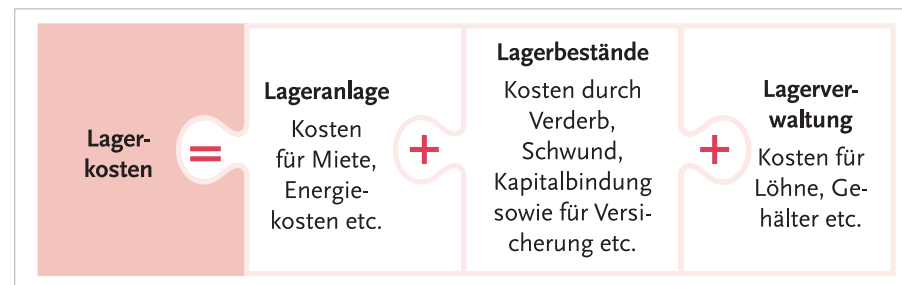 Lager-
kosten
=
Lageranlage
Kosten
für Miete,
Energie-
kosten etc.
+
Lagerbestände
Kosten durch
Verderb,
Schwund,
Kapitalbindung
sowie für Versi-
cherung etc.
+
Lagerver-
waltung
Kosten für
Löhne, Ge-
hälter etc.